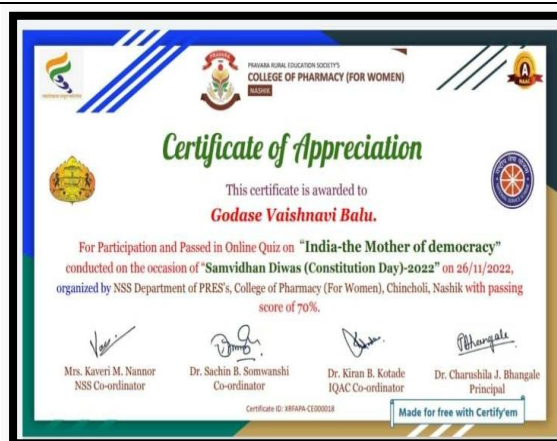 PRAVARA RURAL EDUCATION SOCIETY'S
COLLEGE OF PHARMACY (FOR WOMEN)
NASHIK
Certificate of Appreciation
This certificate is awarded to
Godase Vaishnavi Balu.
For Participation and Passed in Online Quiz on "India-the Mother of democracy"
conducted on the occasion of "Samvidhan Diwas (Constitution Day)-2022" on 26/11/2022,
organized by NSS Department of PRES's, College of Pharmacy (For Women), Chincholi, Nashik with passing
score of 70%.
Mrs. Kaveri M. Nannor
NSS Co-ordinator
Dr. Sachin B. Somwanshi
Co-ordinator
Dr. Kiran B. Kotade
IQAC Co-ordinator
Dr. Charushila J. Bhangale
Principal
Certificate ID: XRFAPA-CE000018
Made for free with Certify'em